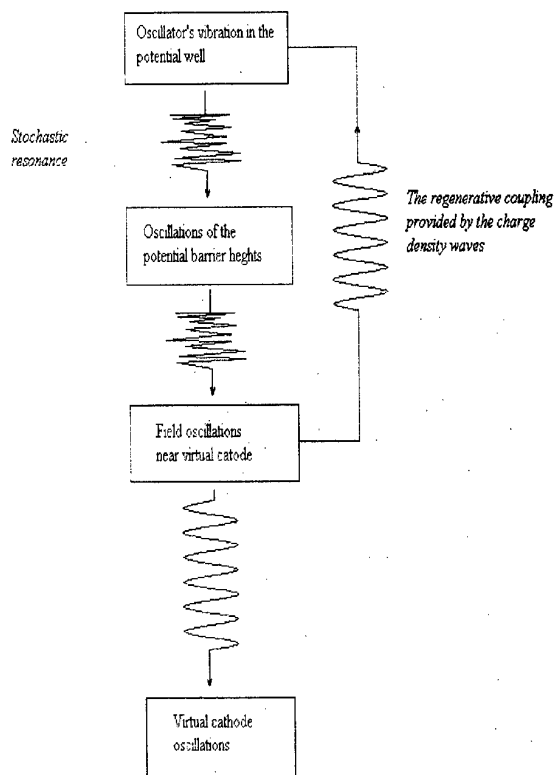 Oscillator's vibration in the
potential well
Stochastic
resonance
Oscillations of the
potential barrier heghts
The regenerative coupling
provided by the charge
density waves
Field oscillations
near virtual catode
Virtual cathode
oscillations